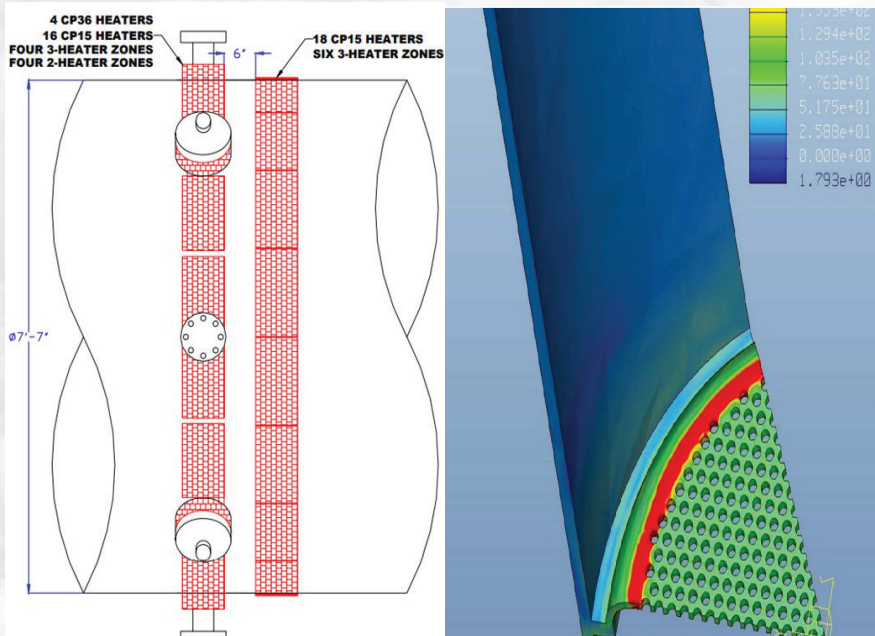 4 CP36 HEATERS
16 CP15 HEATERS
FOUR 3-HEATER ZONES
FOUR 2-HEATER ZONES
6"
18 CP15 HEATERS
SIX 3-HEATER ZONES
Ø7'-7"
1.294e+02
1.035e+02
7.763e+01
5.175e+01
2.588e+01
0.000e+00
1.793e+00